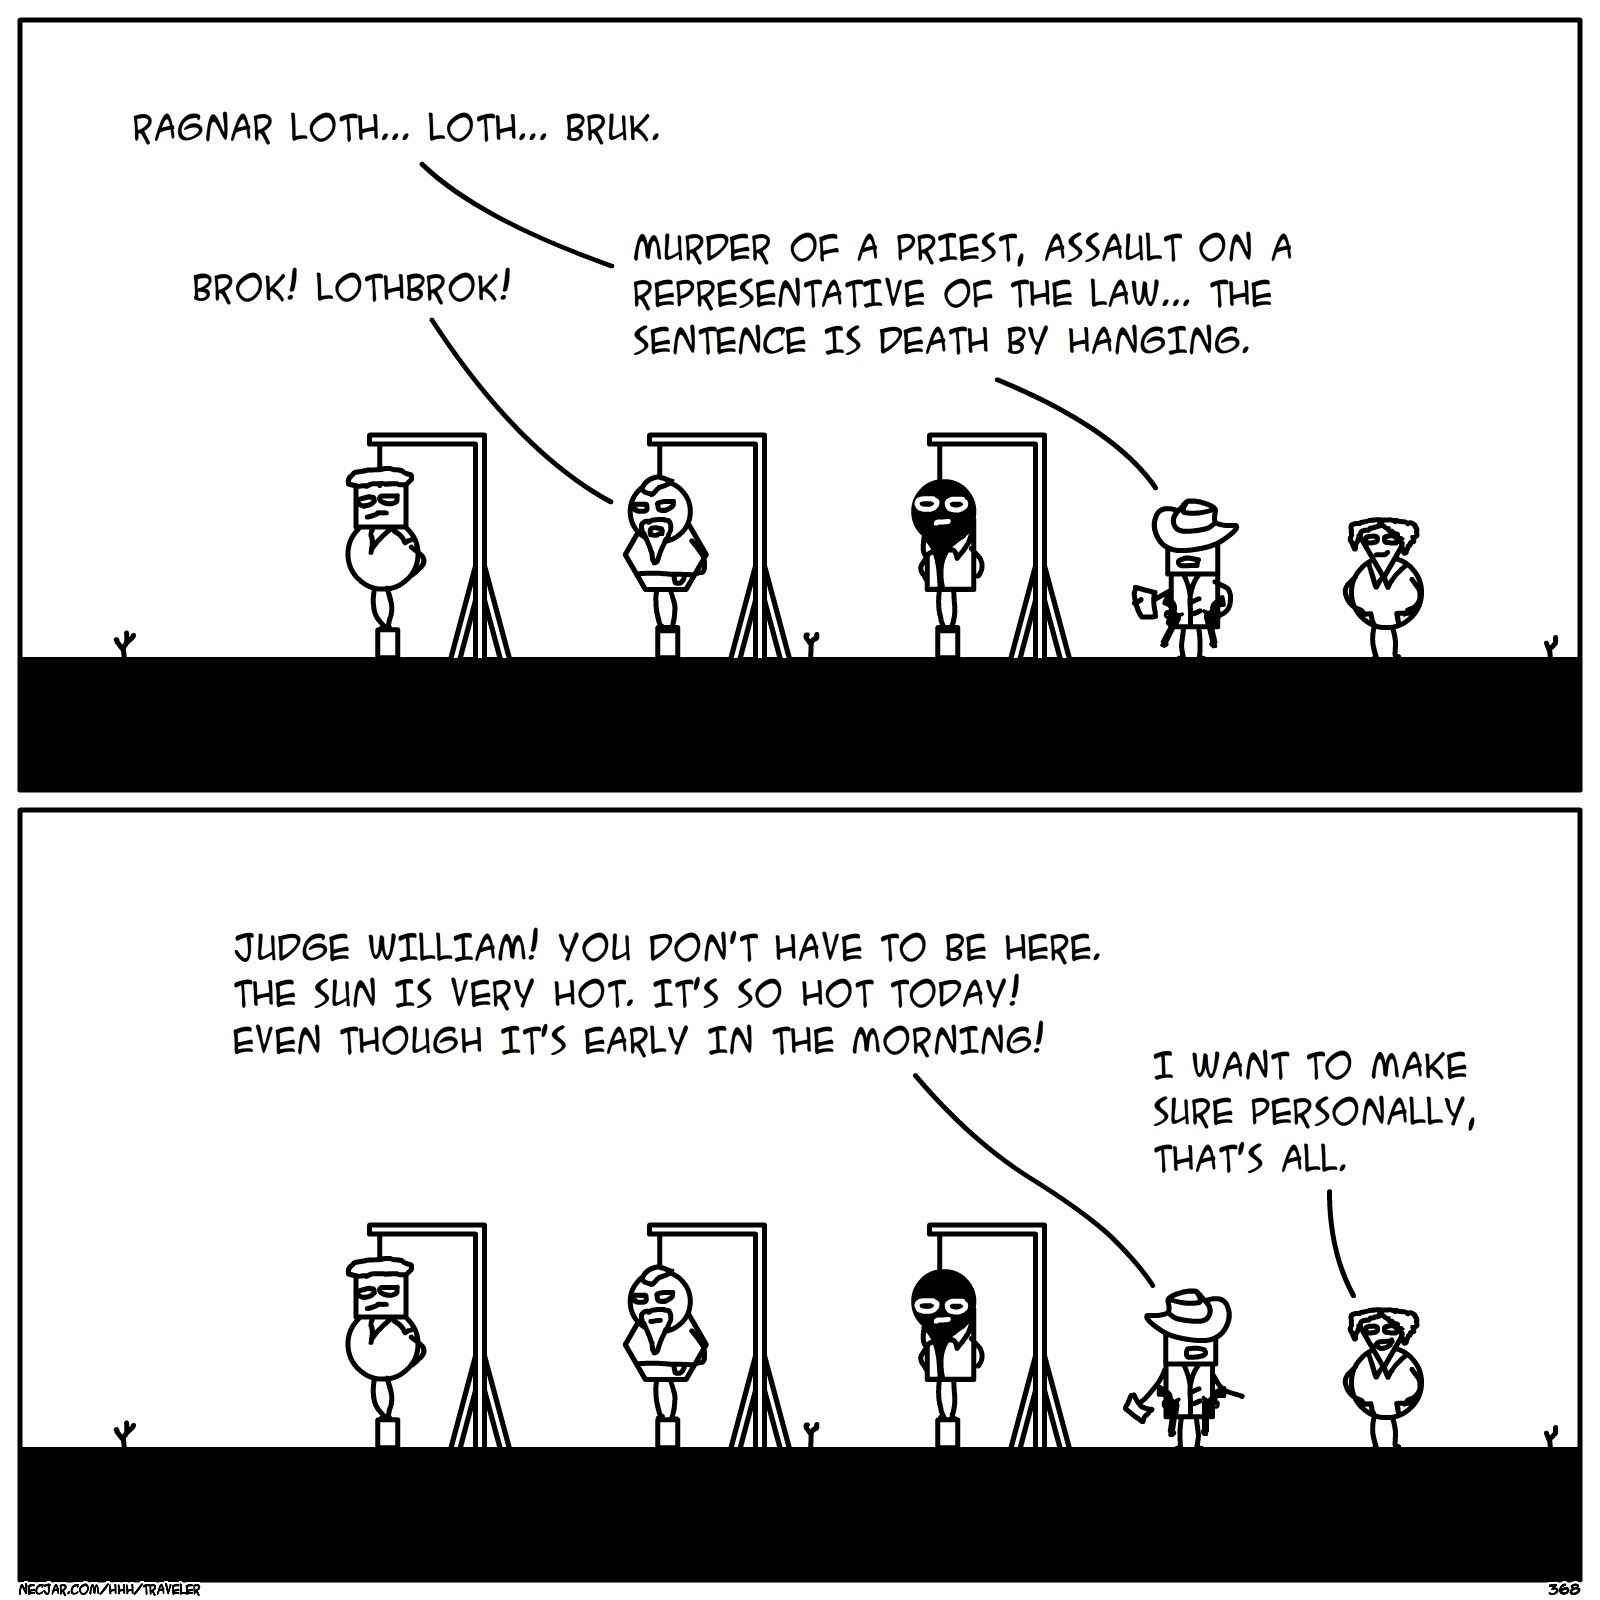 RAGNAR LOTH... LOTH... BRUK.
BROK! LOTHBROK!
MURDER OF A PRIEST, ASSAULT ON A
REPRESENTATIVE OF THE LAW... THE
SENTENCE IS DEATH BY HANGING.
JUDGE WILLIAM! YOU DON'T HAVE TO BE HERE.
THE SUN IS VERY HOT. IT'S SO HOT TODAY!
EVEN THOUGH IT'S EARLY IN THE MORNING!
I WANT TO MAKE
SURE PERSONALLY,
THAT'S ALL.
NECJAR.COM/HHH/TRAVELER
368